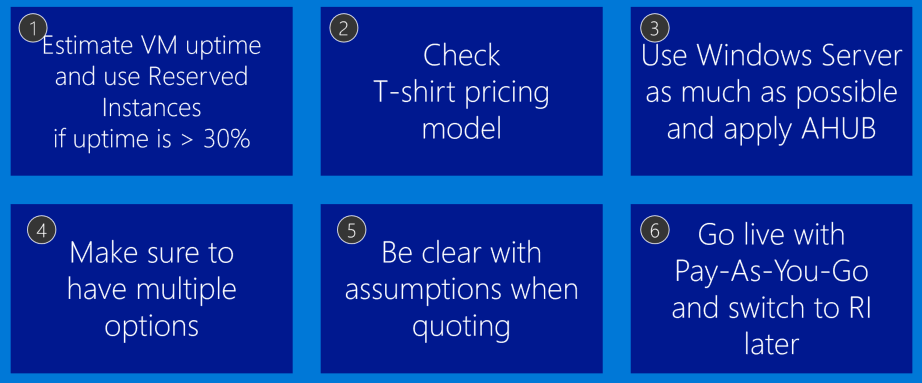 1
Estimate VM uptime
and use Reserved
Instances
if uptime is > 30%
2
Check
T-shirt pricing
model
3
Use Windows Server
as much as possible
and apply AHUB
4
Make sure to
have multiple
options
5
Be clear with
assumptions when
quoting
6
Go live with
Pay-As-You-Go
and switch to RI
later